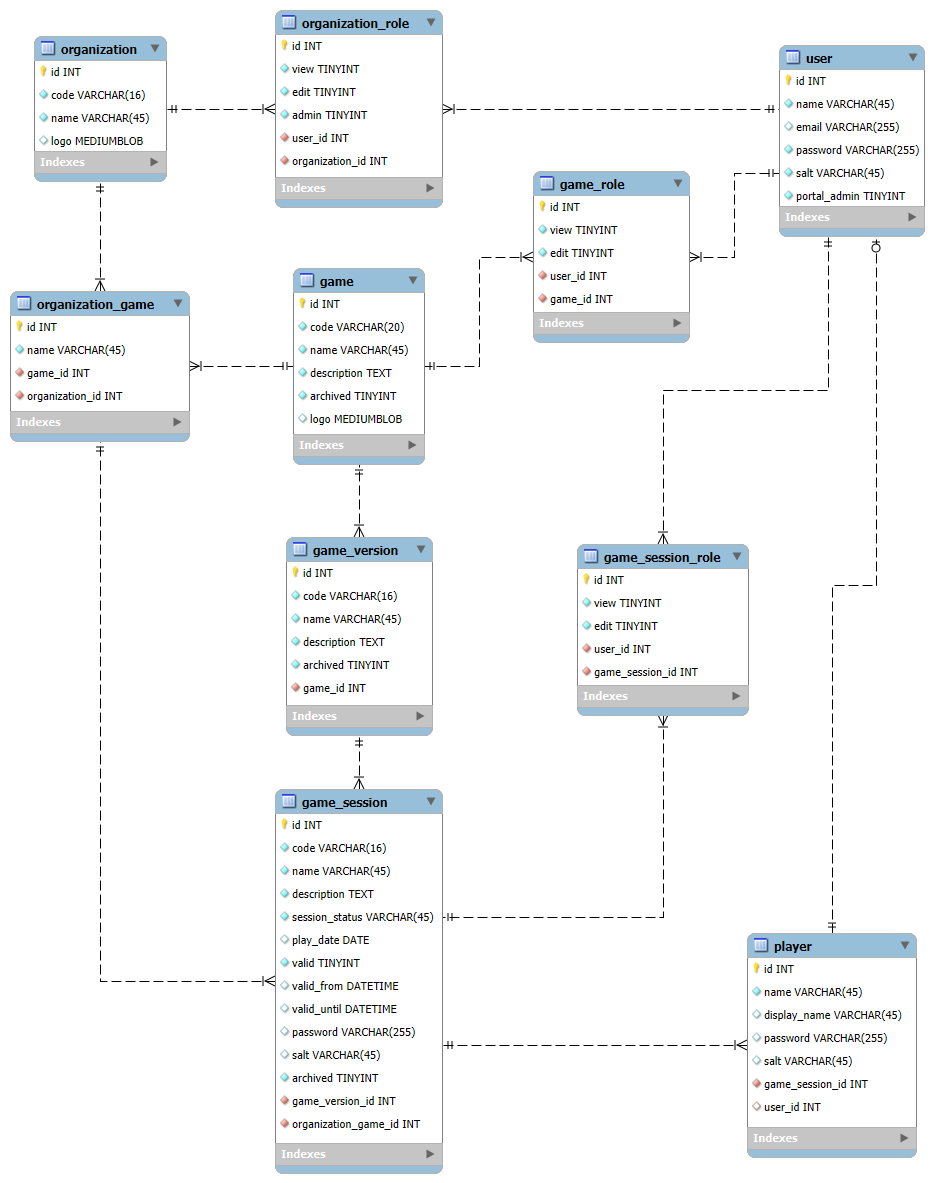 organization
id INT
code VARCHAR(16)
name VARCHAR(45)
logo MEDIUMBLOB
Indexes
organization_role
id INT
view TINYINT
edit TINYINT
admin TINYINT
user_id INT
organization_id INT
Indexes
user
id INT
name VARCHAR(45)
email VARCHAR(255)
password VARCHAR(255)
salt VARCHAR(45)
portal_admin TINYINT
Indexes
game_role
id INT
view TINYINT
edit TINYINT
user_id INT
game_id INT
Indexes
organization_game
id INT
name VARCHAR(45)
game_id INT
organization_id INT
Indexes
game
id INT
code VARCHAR(20)
name VARCHAR(45)
description TEXT
archived TINYINT
logo MEDIUMBLOB
Indexes
game_version
id INT
code VARCHAR(16)
name VARCHAR(45)
description TEXT
archived TINYINT
game_id INT
Indexes
game_session_role
id INT
view TINYINT
edit TINYINT
user_id INT
game_session_id INT
Indexes
game_session
id INT
code VARCHAR(16)
name VARCHAR(45)
description TEXT
session_status VARCHAR(45)
play_date DATE
valid TINYINT
valid_from DATETIME
valid_until DATETIME
password VARCHAR(255)
salt VARCHAR(45)
archived TINYINT
game_version_id INT
organization_game_id INT
Indexes
player
id INT
name VARCHAR(45)
display_name VARCHAR(45)
password VARCHAR(255)
salt VARCHAR(45)
game_session_id INT
user_id INT
Indexes